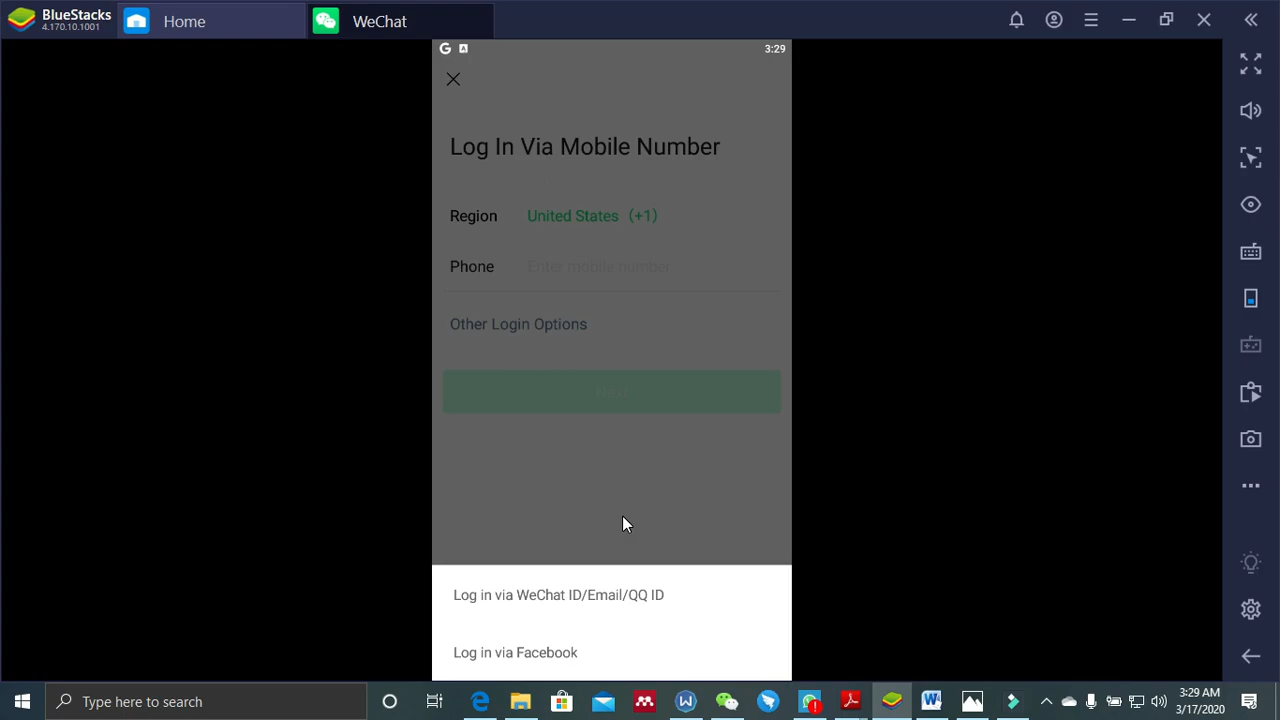 BlueStacks
4.170.10.1001
Home
WeChat
G A
3:29
Log In Via Mobile Number
Region United States (+1)
Phone Enter mobile number
Other Login Options
Next
Log in via WeChat ID/Email/QQ ID
Log in via Facebook
Type here to search
3:29 AM
3/17/2020